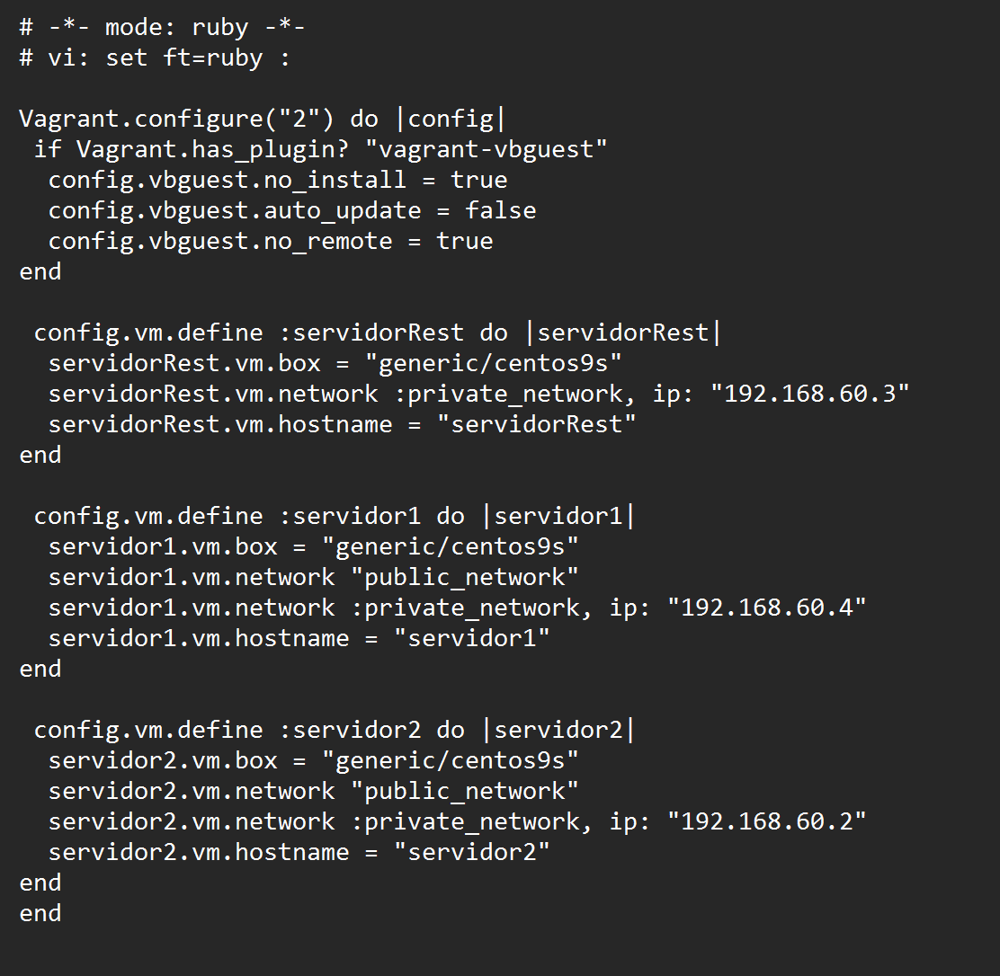 # -*- mode: ruby -*-
# vi: set ft=ruby :

Vagrant.configure("2") do |config|
 if Vagrant.has_plugin? "vagrant-vbguest"
  config.vbguest.no_install = true
  config.vbguest.auto_update = false
  config.vbguest.no_remote = true
end

 config.vm.define :servidorRest do |servidorRest|
  servidorRest.vm.box = "generic/centos9s"
  servidorRest.vm.network :private_network, ip: "192.168.60.3"
  servidorRest.vm.hostname = "servidorRest"
end

 config.vm.define :servidor1 do |servidor1|
  servidor1.vm.box = "generic/centos9s"
  servidor1.vm.network "public_network"
  servidor1.vm.network :private_network, ip: "192.168.60.4"
  servidor1.vm.hostname = "servidor1"
end

 config.vm.define :servidor2 do |servidor2|
  servidor2.vm.box = "generic/centos9s"
  servidor2.vm.network "public_network"
  servidor2.vm.network :private_network, ip: "192.168.60.2"
  servidor2.vm.hostname = "servidor2"
end
end